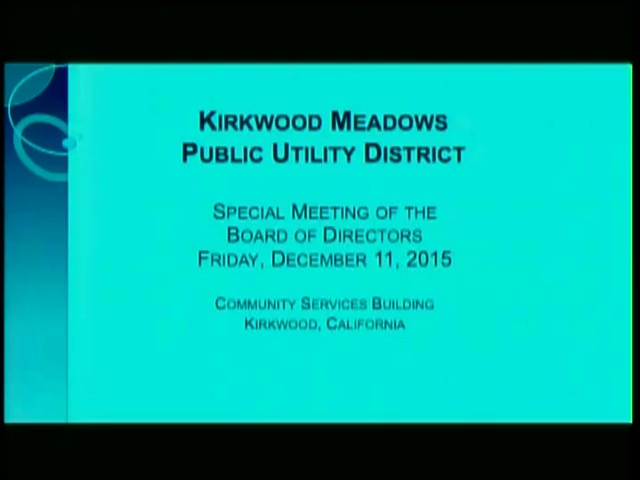 Kirkwood Meadows
Public Utility District
Special Meeting of the
Board of Directors
Friday, December 11, 2015
Community Services Building
Kirkwood, California